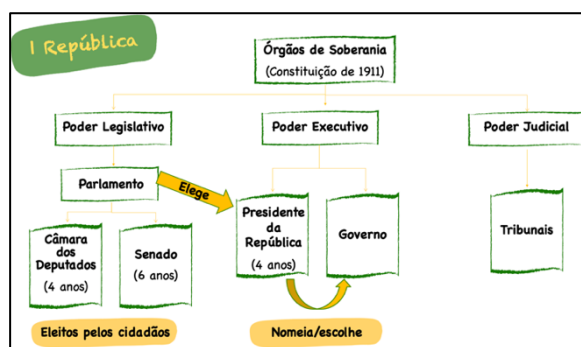 I República
Órgãos de Soberania
(Constituição de 1911)
Poder Legislativo
Poder Executivo
Poder Judicial
Parlamento
Elege
Câmara
dos
Deputados
(4 anos)
Senado
(6 anos)
Presidente
da
República
(4 anos)
Governo
Tribunais
Eleitos pelos cidadãos
Nomeia/escolhe